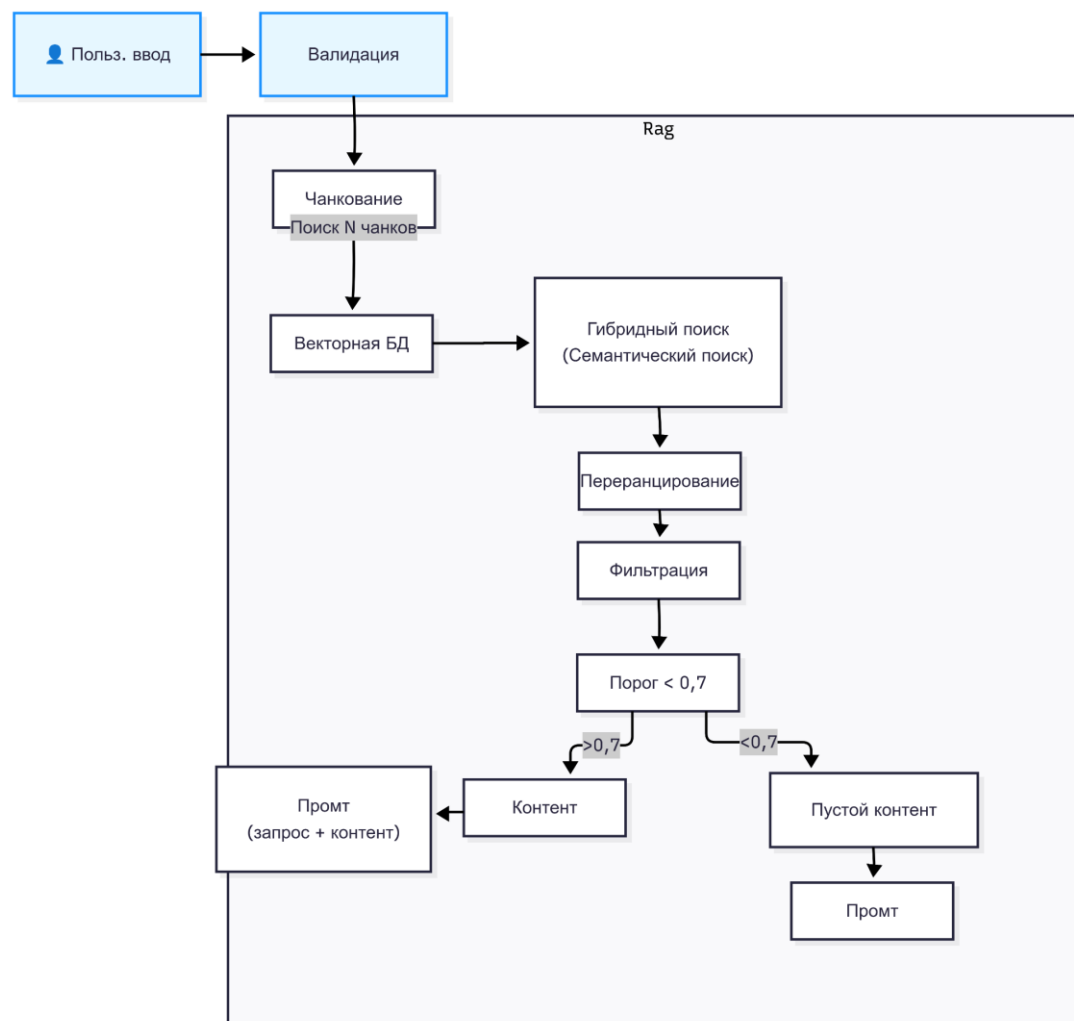 👤 Польз. ввод
Валидация
Rag
Чанкование
Поиск N чанков
Векторная БД
Гибридный поиск
(Семантический поиск)
Переранцирование
Фильтрация
Порог < 0,7
>0,7
<0,7
Промт
(запрос + контент)
Контент
Пустой контент
Промт